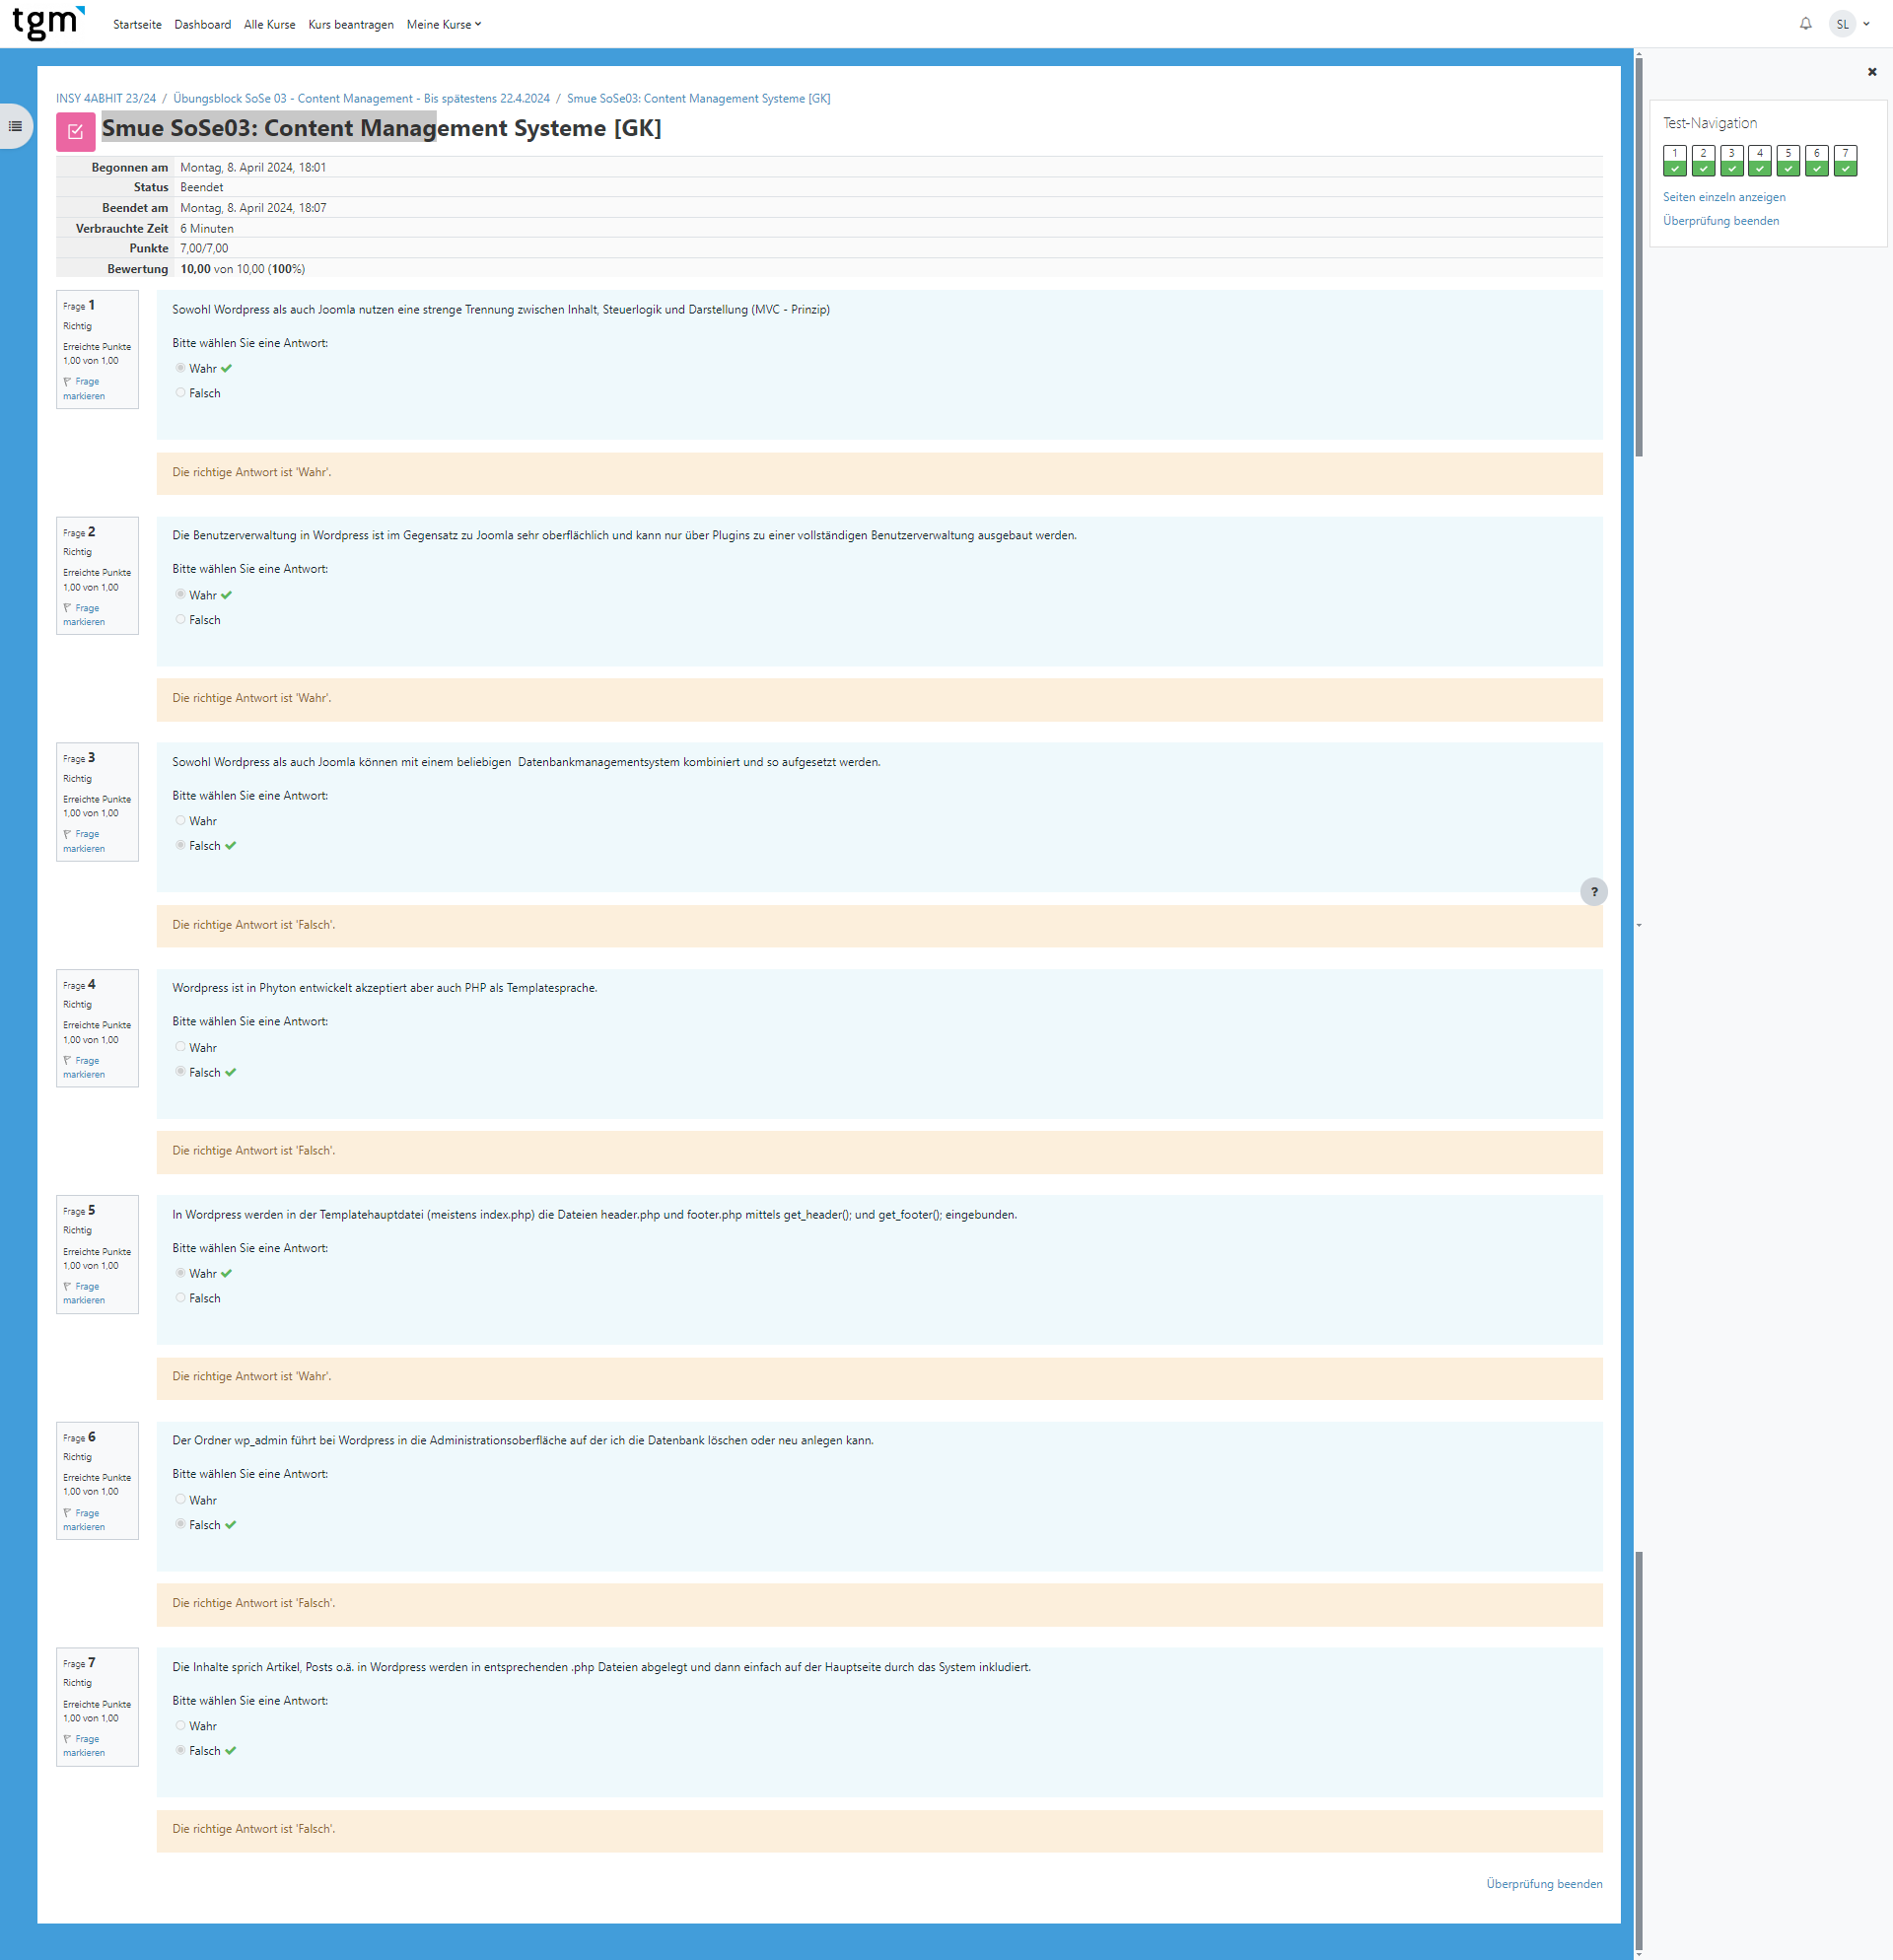 tgm
Startseite Dashboard Alle Kurse Kurs beantragen Meine Kurse
SL
INSY 4ABHIT 23/24 / Übungsblock SoSe 03 - Content Management - Bis spätestens 22.4.2024 / Smue SoSe03: Content Management Systeme [GK]
Smue SoSe03: Content Management Systeme [GK]
Begonnen am Montag, 8. April 2024, 18:01
Status Beendet
Beendet am Montag, 8. April 2024, 18:07
Verbrauchte Zeit 6 Minuten
Punkte 7,00/7,00
Bewertung 10,00 von 10,00 (100%)
Test-Navigation
1 2 3 4 5 6 7
Seiten einzeln anzeigen
Überprüfung beenden
Frage 1
Richtig
Erreichte Punkte
1,00 von 1,00
Frage
markieren
Sowohl Wordpress als auch Joomla nutzen eine strenge Trennung zwischen Inhalt, Steuerlogik und Darstellung (MVC - Prinzip)
Bitte wählen Sie eine Antwort:
Wahr
Falsch
Die richtige Antwort ist 'Wahr'.
Frage 2
Richtig
Erreichte Punkte
1,00 von 1,00
Frage
markieren
Die Benutzerverwaltung in Wordpress ist im Gegensatz zu Joomla sehr oberflächlich und kann nur über Plugins zu einer vollständigen Benutzerverwaltung ausgebaut werden.
Bitte wählen Sie eine Antwort:
Wahr
Falsch
Die richtige Antwort ist 'Wahr'.
Frage 3
Richtig
Erreichte Punkte
1,00 von 1,00
Frage
markieren
Sowohl Wordpress als auch Joomla können mit einem beliebigen  Datenbankmanagementsystem kombiniert und so aufgesetzt werden.
Bitte wählen Sie eine Antwort:
Wahr
Falsch
?
Die richtige Antwort ist 'Falsch'.
Frage 4
Richtig
Erreichte Punkte
1,00 von 1,00
Frage
markieren
Wordpress ist in Phyton entwickelt akzeptiert aber auch PHP als Templatesprache.
Bitte wählen Sie eine Antwort:
Wahr
Falsch
Die richtige Antwort ist 'Falsch'.
Frage 5
Richtig
Erreichte Punkte
1,00 von 1,00
Frage
markieren
In Wordpress werden in der Templatehauptdatei (meistens index.php) die Dateien header.php und footer.php mittels get_header(); und get_footer(); eingebunden.
Bitte wählen Sie eine Antwort:
Wahr
Falsch
Die richtige Antwort ist 'Wahr'.
Frage 6
Richtig
Erreichte Punkte
1,00 von 1,00
Frage
markieren
Der Ordner wp_admin führt bei Wordpress in die Administrationsoberfläche auf der ich die Datenbank löschen oder neu anlegen kann.
Bitte wählen Sie eine Antwort:
Wahr
Falsch
Die richtige Antwort ist 'Falsch'.
Frage 7
Richtig
Erreichte Punkte
1,00 von 1,00
Frage
markieren
Die Inhalte sprich Artikel, Posts o.ä. in Wordpress werden in entsprechenden .php Dateien abgelegt und dann einfach auf der Hauptseite durch das System inkludiert.
Bitte wählen Sie eine Antwort:
Wahr
Falsch
Die richtige Antwort ist 'Falsch'.
Überprüfung beenden